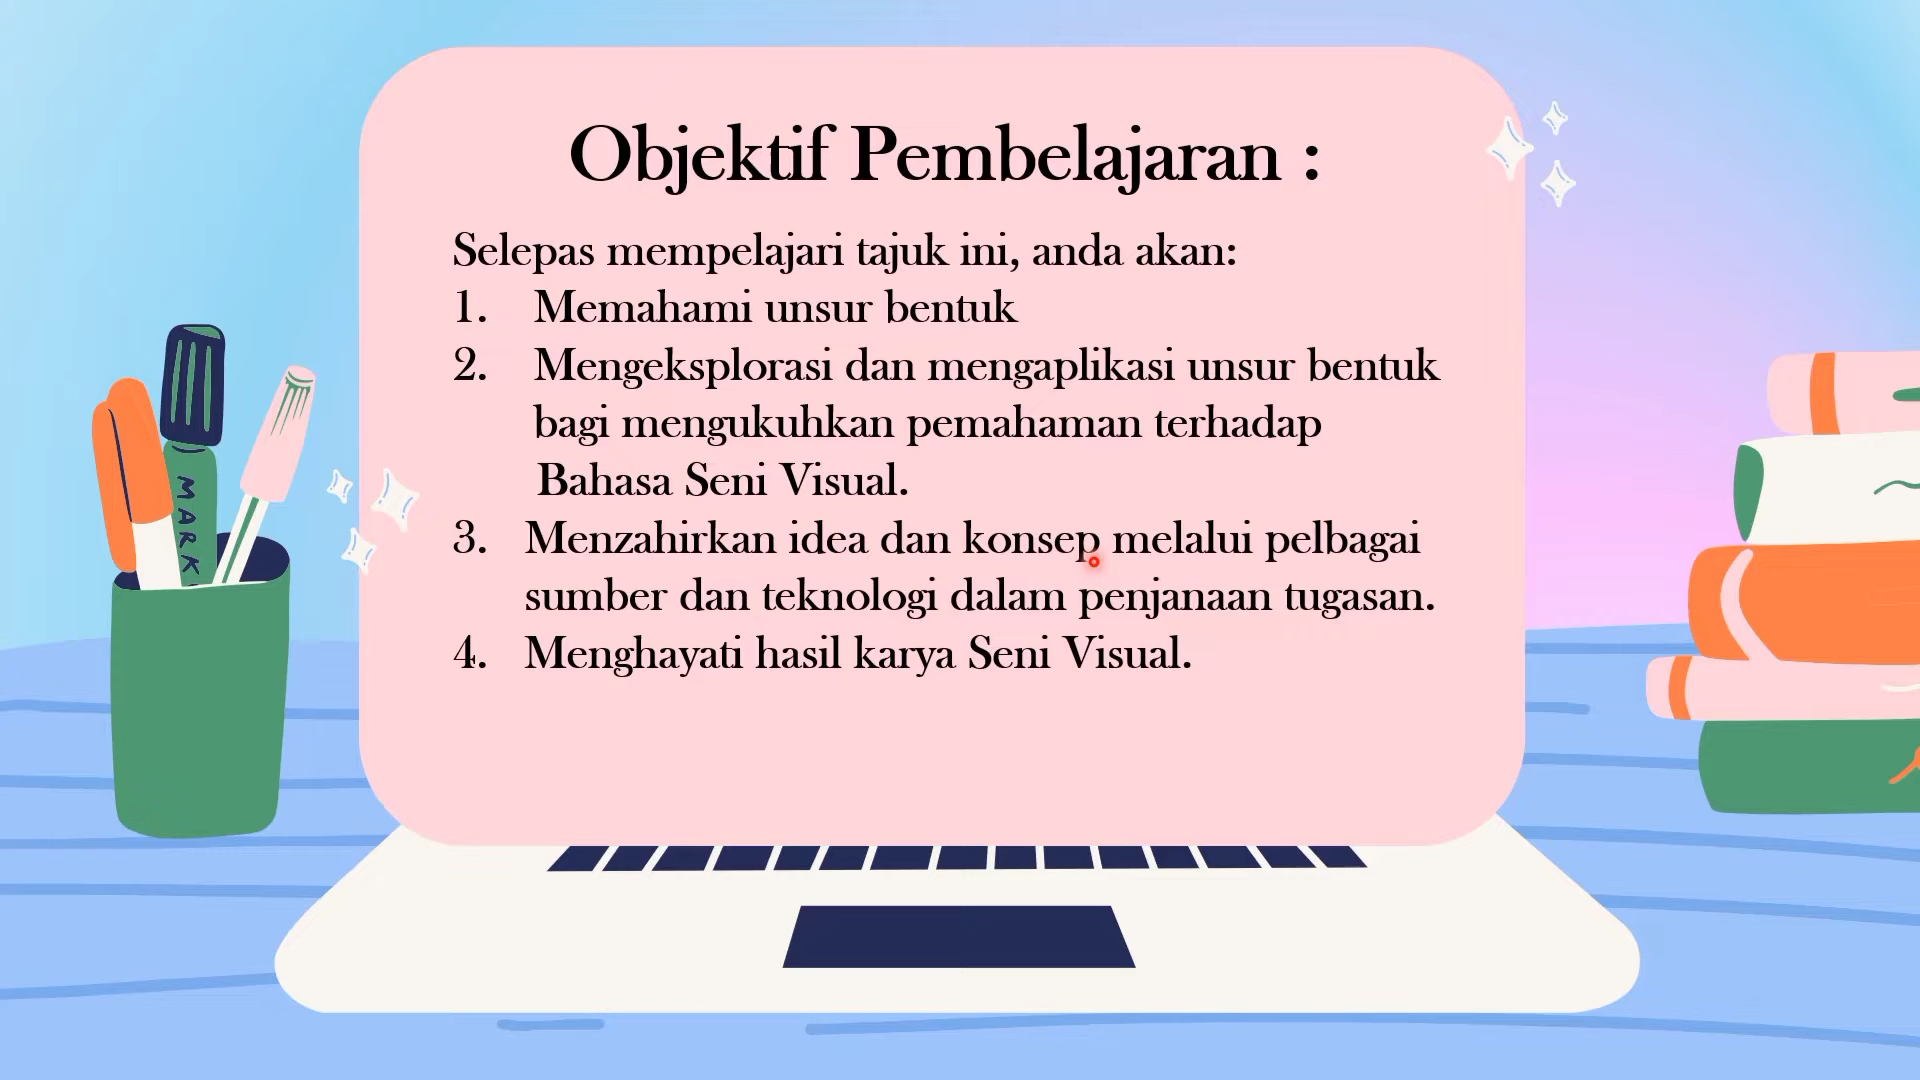 Objektif Pembelajaran :
Selepas mempelajari tajuk ini, anda akan:
1. Memahami unsur bentuk
2. Mengeksplorasi dan mengaplikasi unsur bentuk
bagi mengukuhkan pemahaman terhadap
Bahasa Seni Visual.
3. Menzahirkan idea dan konsep melalui pelbagai
sumber dan teknologi dalam penjanaan tugasan.
4. Menghayati hasil karya Seni Visual.
MARK